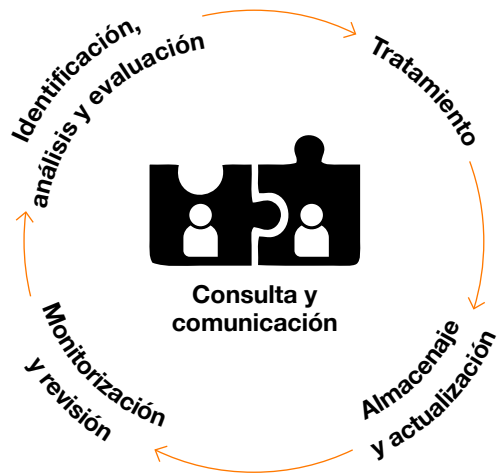 Identificación,
análisis y evaluación
Tratamiento
Almacenaje
y actualización
Monitorización
y revisión
Consulta y
comunicación